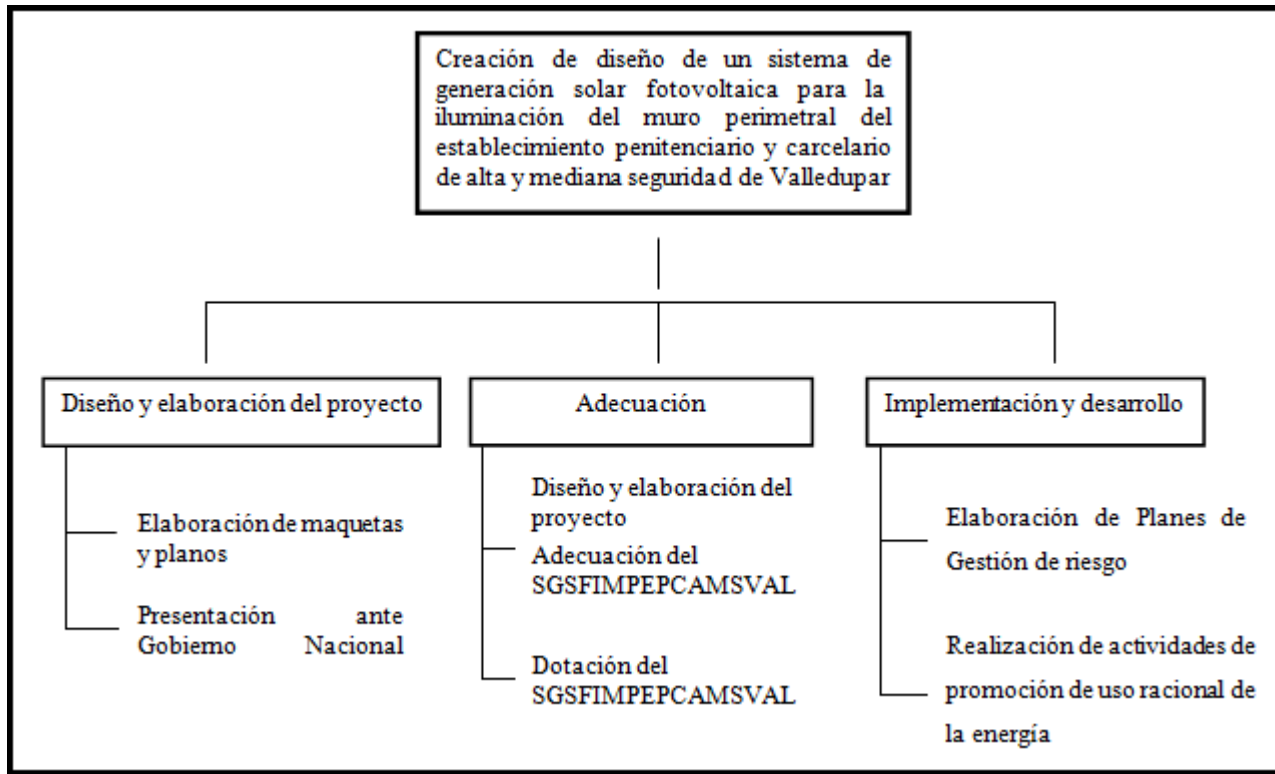 Creación de diseño de un sistema de
generación solar fotovoltaica para la
iluminación del muro perimetral del
establecimiento penitenciario y carcelario
de alta y mediana seguridad de Valledupar
Diseño y elaboración del proyecto
Elaboración de maquetas
y planos
Presentación ante
Gobierno Nacional
Adecuación
Diseño y elaboración del
proyecto
Adecuación del
SGSFIMPEPCAMSVAL
Dotación del
SGSFIMPEPCAMSVAL
Implementación y desarrollo
Elaboración de Planes de
Gestión de riesgo
Realización de actividades de
promoción de uso racional de
la energía